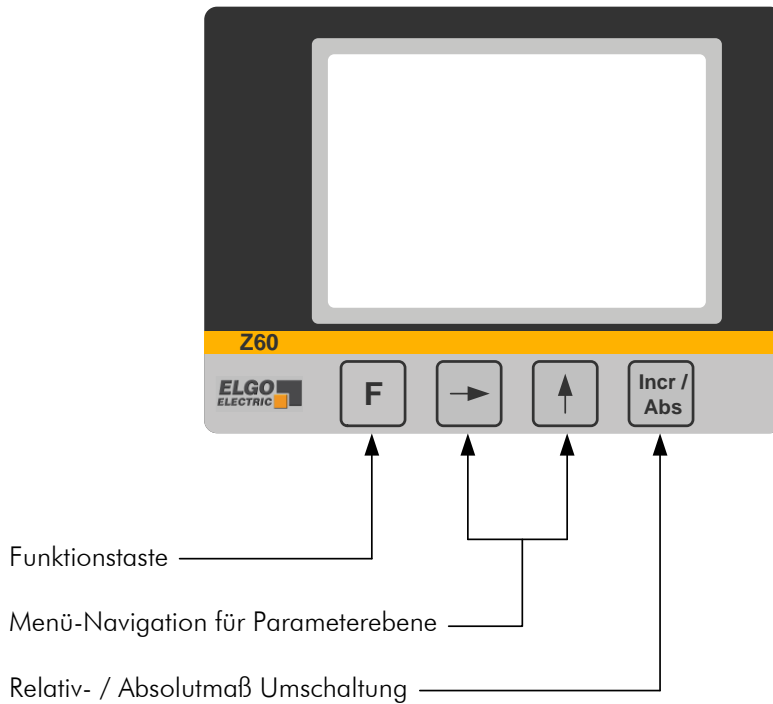 Z60
ELGO
ELECTRIC
F
Incr /
Abs
Funktionstaste
Menü-Navigation für Parameterebene
Relativ- / Absolutmaß Umschaltung